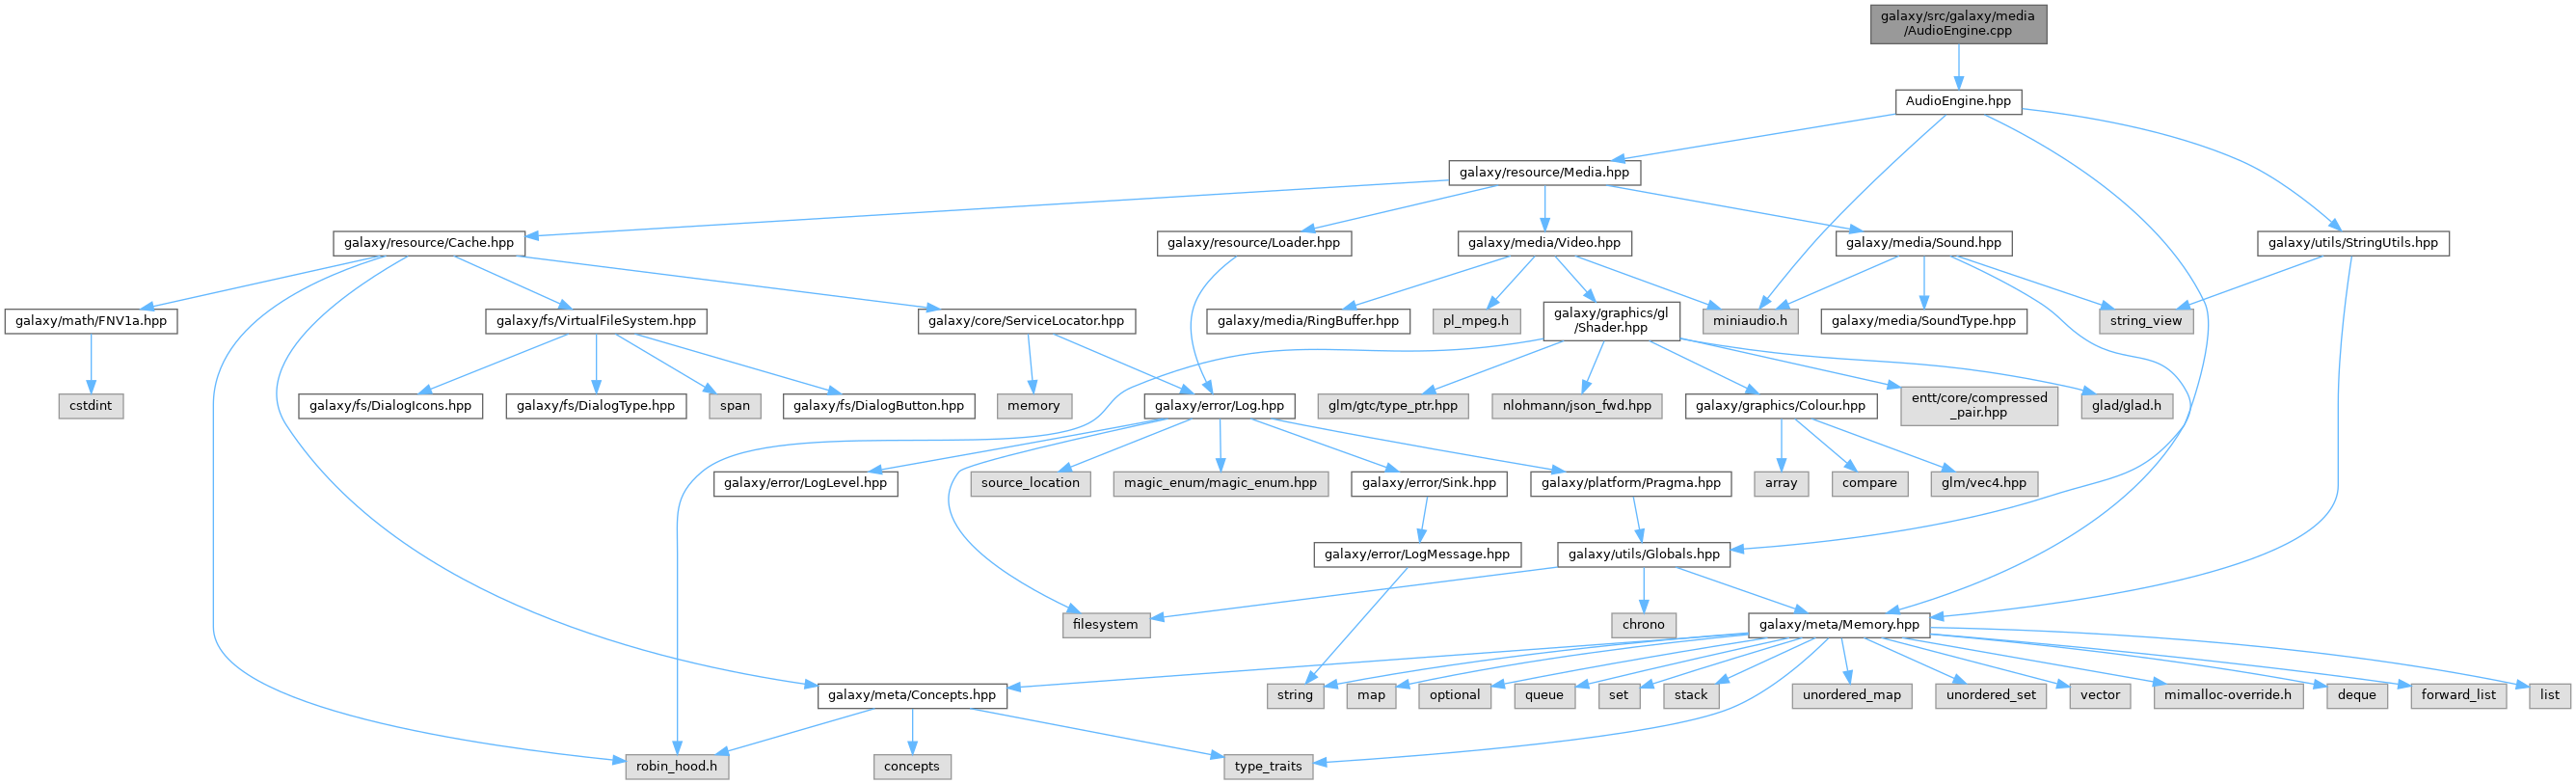 galaxy/src/galaxy/media
/AudioEngine.cpp
AudioEngine.hpp
galaxy/resource/Media.hpp
galaxy/resource/Cache.hpp
galaxy/resource/Loader.hpp
galaxy/media/Video.hpp
galaxy/media/Sound.hpp
galaxy/utils/StringUtils.hpp
galaxy/math/FNV1a.hpp
galaxy/fs/VirtualFileSystem.hpp
galaxy/core/ServiceLocator.hpp
galaxy/media/RingBuffer.hpp
pl_mpeg.h
galaxy/graphics/gl
/Shader.hpp
miniaudio.h
galaxy/media/SoundType.hpp
string_view
cstdint
galaxy/fs/DialogIcons.hpp
galaxy/fs/DialogType.hpp
span
galaxy/fs/DialogButton.hpp
memory
galaxy/error/Log.hpp
glm/gtc/type_ptr.hpp
nlohmann/json_fwd.hpp
galaxy/graphics/Colour.hpp
entt/core/compressed
_pair.hpp
glad/glad.h
galaxy/error/LogLevel.hpp
source_location
magic_enum/magic_enum.hpp
galaxy/error/Sink.hpp
galaxy/platform/Pragma.hpp
array
compare
glm/vec4.hpp
galaxy/error/LogMessage.hpp
galaxy/utils/Globals.hpp
filesystem
chrono
galaxy/meta/Memory.hpp
galaxy/meta/Concepts.hpp
string
map
optional
queue
set
stack
unordered_map
unordered_set
vector
mimalloc-override.h
deque
forward_list
list
robin_hood.h
concepts
type_traits